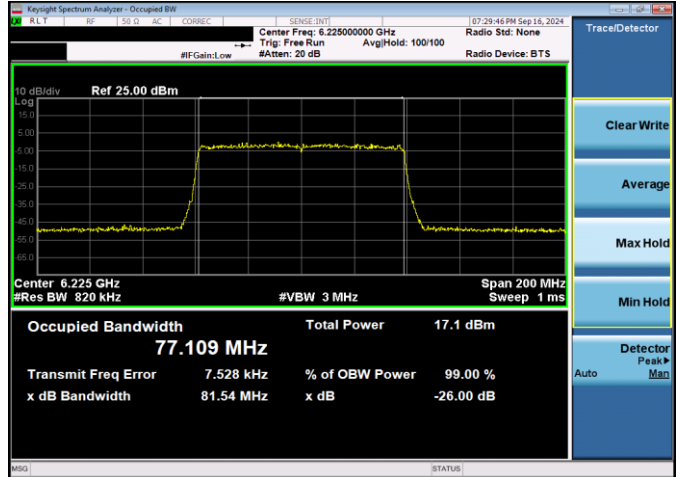 Keysight Spectrum Analyzer - Occupied BW
RLT RF 50 Ω AC CORREC SENSE:INT 07:29:46 PM Sep 16, 2024
Center Freq: 6.225000000 GHz Radio Std: None
Trig: Free Run Avg|Hold: 100/100
#IFGain:Low #Atten: 20 dB Radio Device: BTS
Trace/Detector
10 dB/div Ref 25.00 dBm
Log
15.0
5.00
-5.00
-15.0
-25.0
-35.0
-45.0
-55.0
-65.0
Center 6.225 GHz Span 200 MHz
#Res BW 820 kHz #VBW 3 MHz Sweep 1 ms
Occupied Bandwidth Total Power 17.1 dBm
77.109 MHz
Transmit Freq Error 7.528 kHz % of OBW Power 99.00 %
x dB Bandwidth 81.54 MHz x dB -26.00 dB
Clear Write
Average
Max Hold
Min Hold
Detector
Peak▶
Auto Man
MSG STATUS